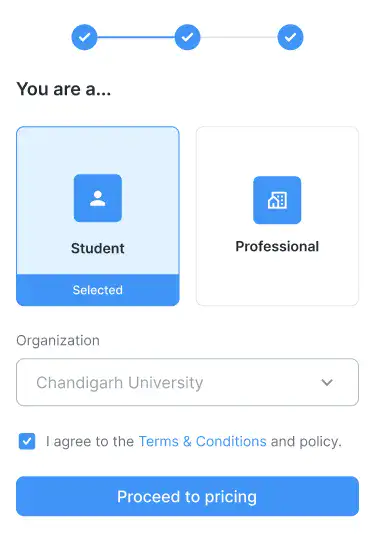 You are a...
Student
Professional
Selected
Organization
Chandigarh University
I agree to the Terms & Conditions and policy.
Proceed to pricing